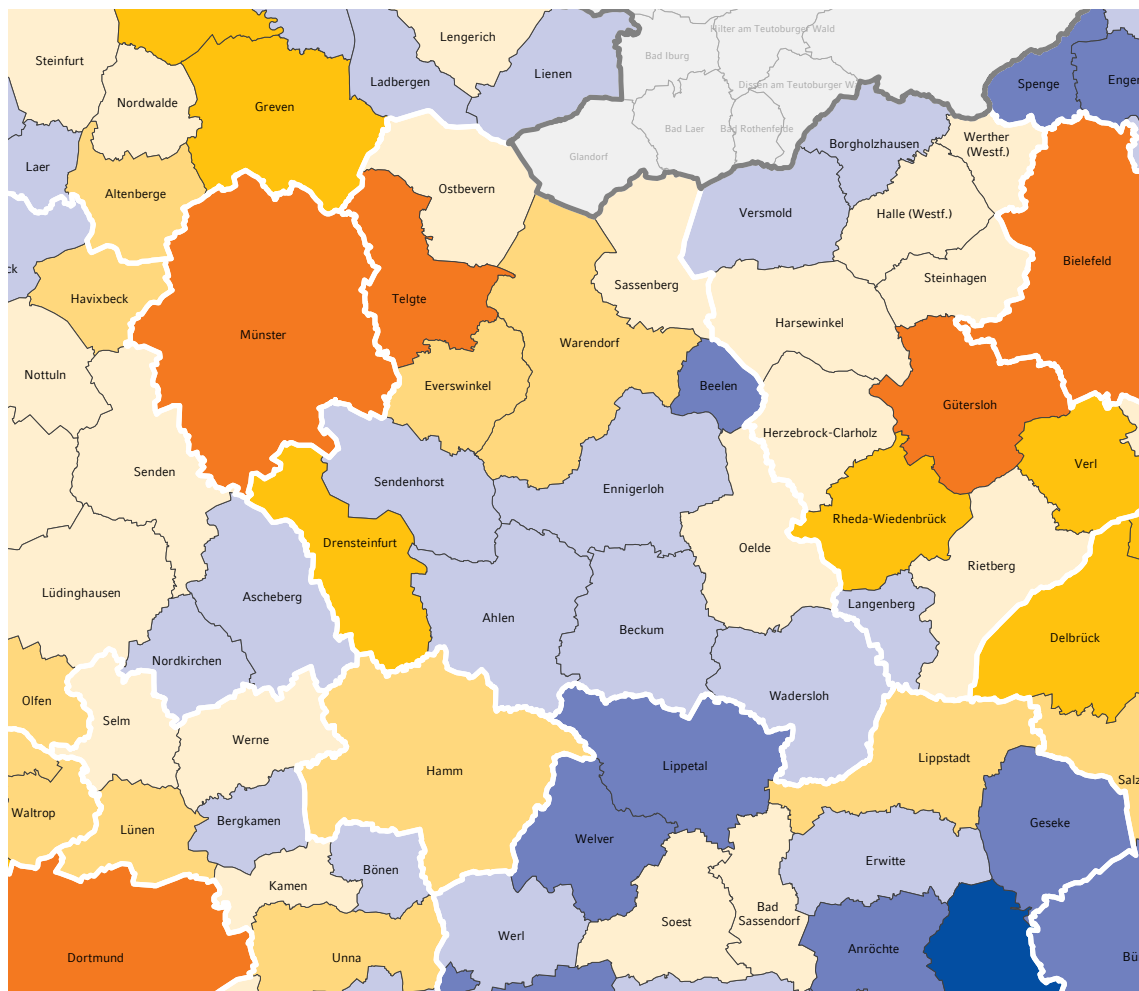 Hilter am Teutoburger Wald
Lengerich
Bad Iburg
Steinfurt
Lienen
Ladbergen
Spenge
Enger
Dissen am Teutoburger W
Nordwalde
Greven
Bad Laer
Bad Rothenfelde
Borgholzhausen
Werther
(Westf.)
Glandorf
Laer
Altenberge
Ostbevern
Versmold
Halle (Westf.)
Bielefeld
ck
Steinhagen
Sassenberg
Havixbeck
Telgte
Münster
Harsewinkel
Warendorf
Nottuln
Everswinkel
Beelen
Gütersloh
Herzebrock-Clarholz
Verl
Senden
Sendenhorst
Ennigerloh
Rheda-Wiedenbrück
Drensteinfurt
Oelde
Rietberg
Lüdinghausen
Ascheberg
Langenberg
Ahlen
Beckum
Delbrück
Nordkirchen
Wadersloh
Olfen
Selm
Werne
Lippstadt
Lippetal
Hamm
Salz
Waltrop
Bergkamen
Lünen
Geseke
Welver
Erwitte
Bönen
Kamen
Bad
Sassendorf
Soest
Werl
Anröchte
Dortmund
Unna
Bü